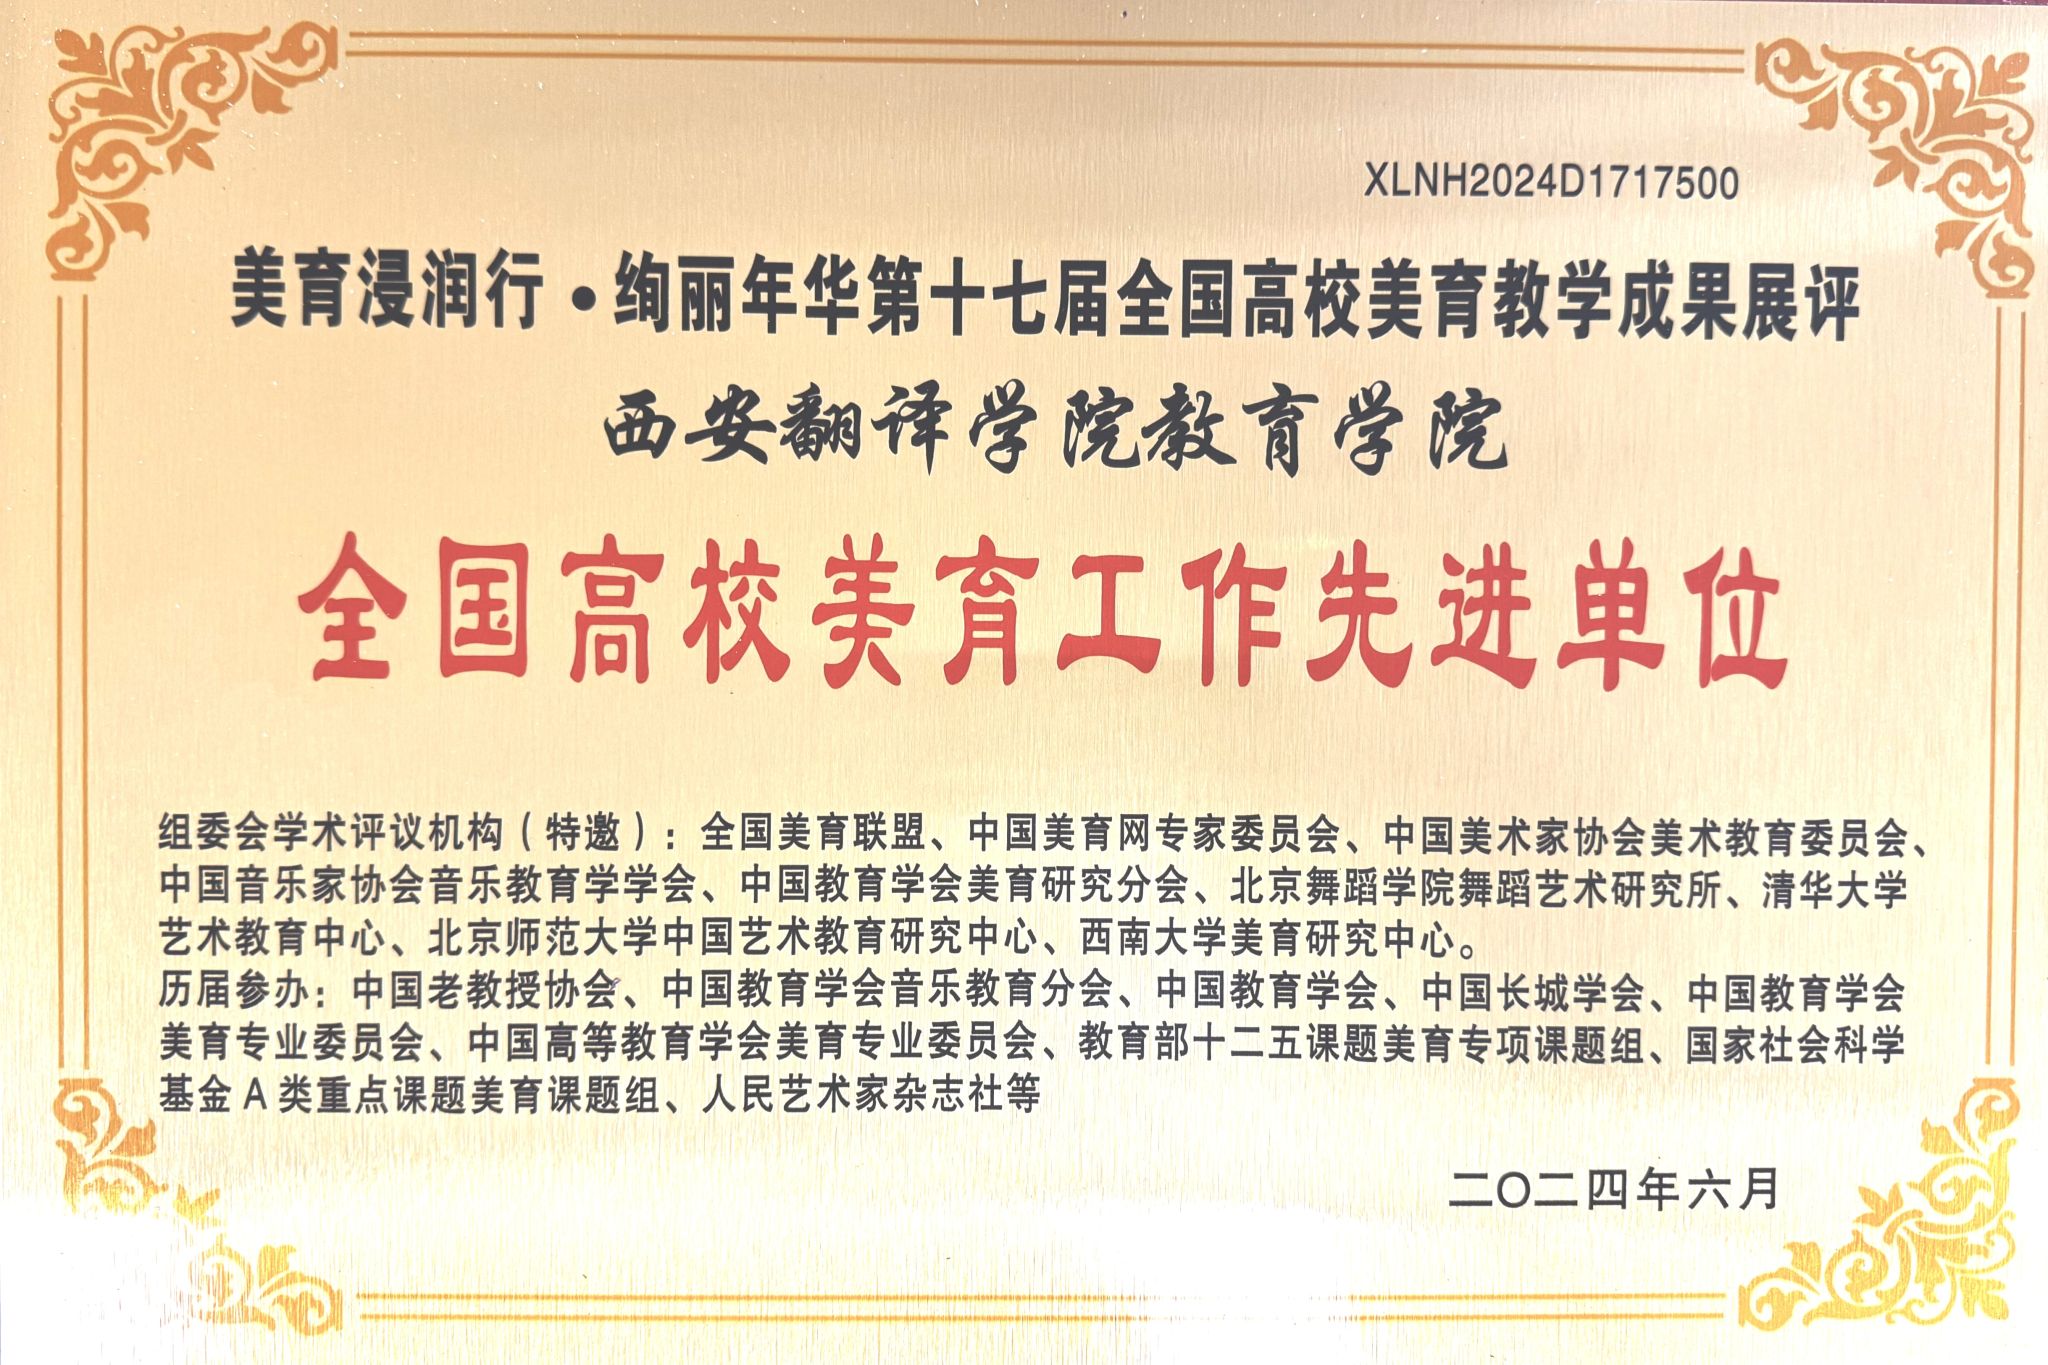 XLNH2024D1717500
美育浸润行·绚丽年华第十七届全国高校美育教学成果展评
西安翻译学院教育学院
全国高校美育工作先进单位
组委会学术评议机构（特邀）：全国美育联盟、中国美育网专家委员会、中国美术家协会美术教育委员会、
中国音乐家协会音乐教育学学会、中国教育学会美育研究分会、北京舞蹈学院舞蹈艺术研究所、清华大学
艺术教育中心、北京师范大学中国艺术教育研究中心、西南大学美育研究中心。
历届参办：中国老教授协会、中国教育学会音乐教育分会、中国教育学会、中国长城学会、中国教育学会
美育专业委员会、中国高等教育学会美育专业委员会、教育部十二五课题美育专项课题组、国家社会科学
基金A类重点课题美育课题组、人民艺术家杂志社等
二〇二四年六月